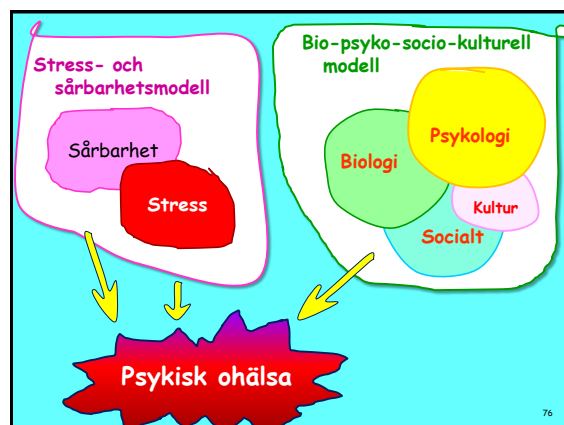 Stress- och
sårbarhetsmodell
Sårbarhet
Stress
Bio-psyko-socio-kulturell
modell
Psykologi
Biologi
Kultur
Socialt
Psykisk ohälsa
76